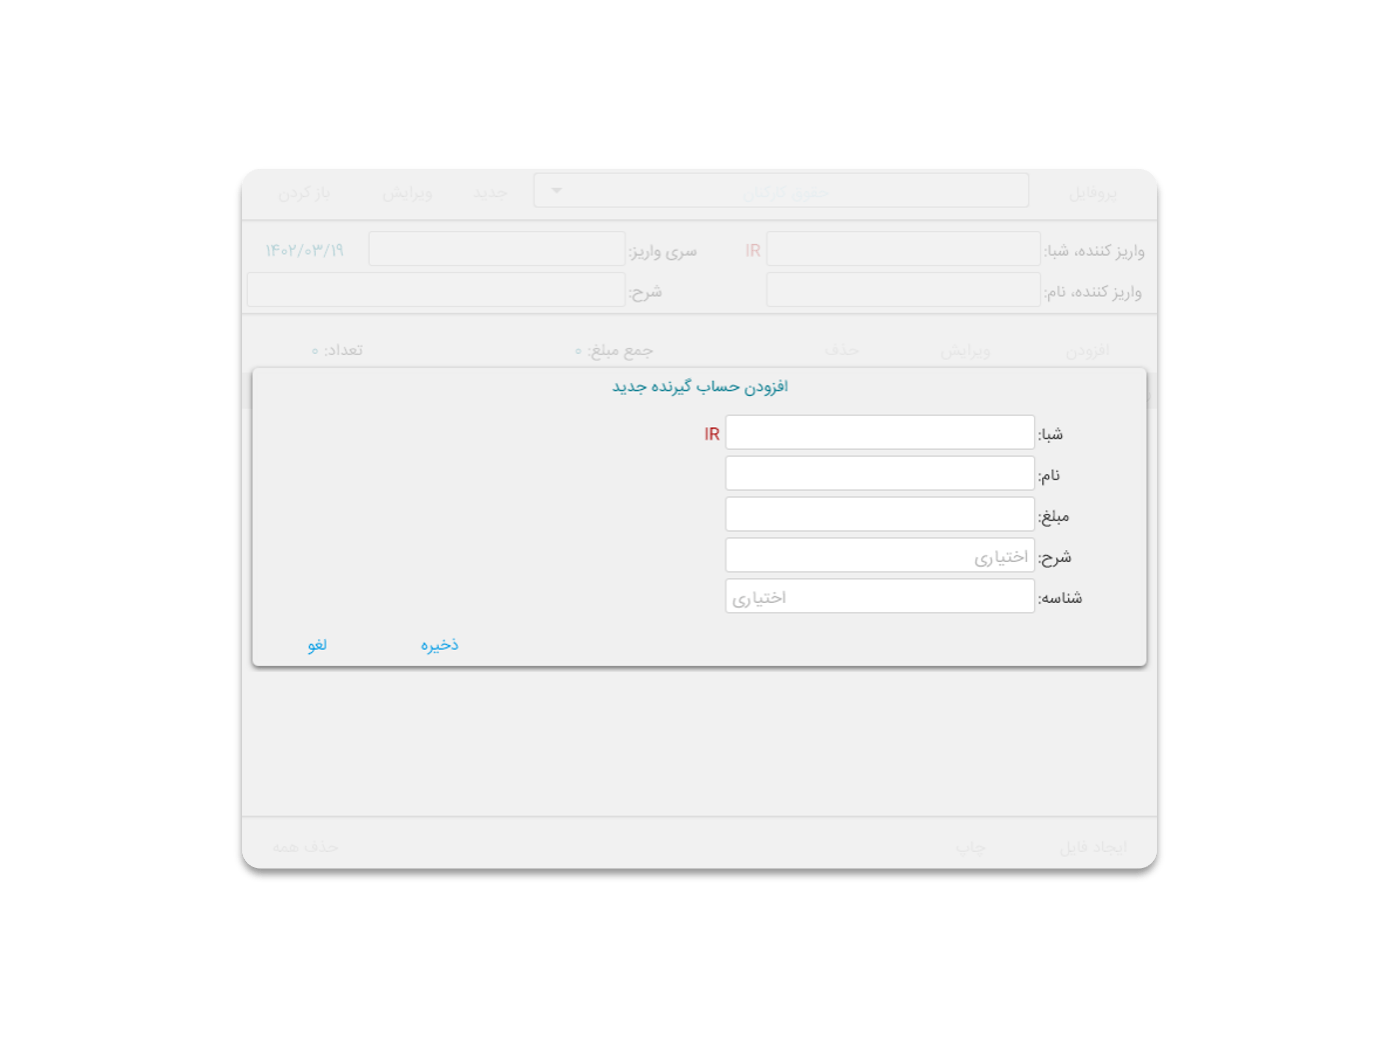 پروفایل حقوق کارکنان جدید ویرایش باز کردن
واریز کننده، شبا: IR سری واریز: ۱۴۰۲/۰۳/۱۹
واریز کننده، نام: شرح:
افزودن ویرایش حذف جمع مبلغ: ۰ تعداد: ۰
افزودن حساب گیرنده جدید
شبا: IR
نام:
مبلغ:
شرح: اختیاری
شناسه: اختیاری
ذخیره لغو
ایجاد فایل چاپ حذف همه